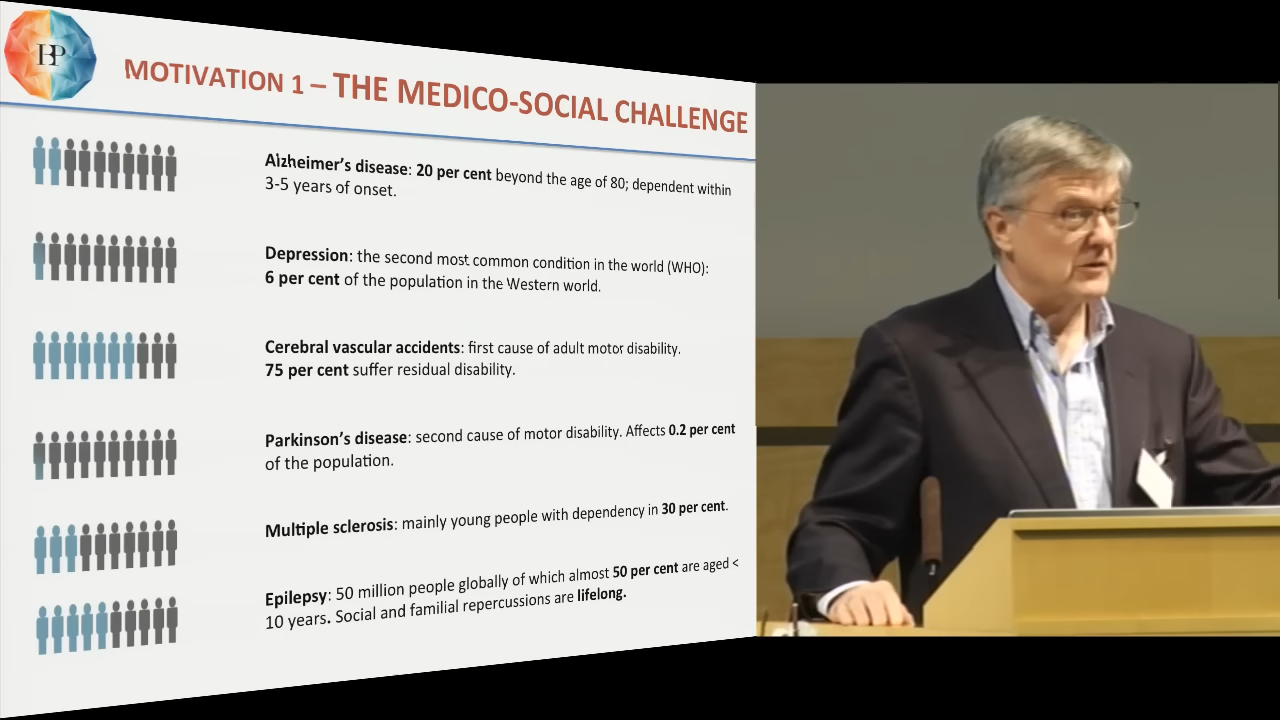 HP
MOTIVATION 1 – THE MEDICO-SOCIAL CHALLENGE
Alzheimer's disease: 20 per cent beyond the age of 80; dependent within
3-5 years of onset.
Depression: the second most common condition in the world (WHO):
6 per cent of the population in the Western world.
Cerebral vascular accidents: first cause of adult motor disability.
75 per cent suffer residual disability.
Parkinson's disease: second cause of motor disability. Affects 0.2 per cent
of the population.
Multiple sclerosis: mainly young people with dependency in 30 per cent.
Epilepsy: 50 million people globally of which almost 50 per cent are aged <
10 years. Social and familial repercussions are lifelong.